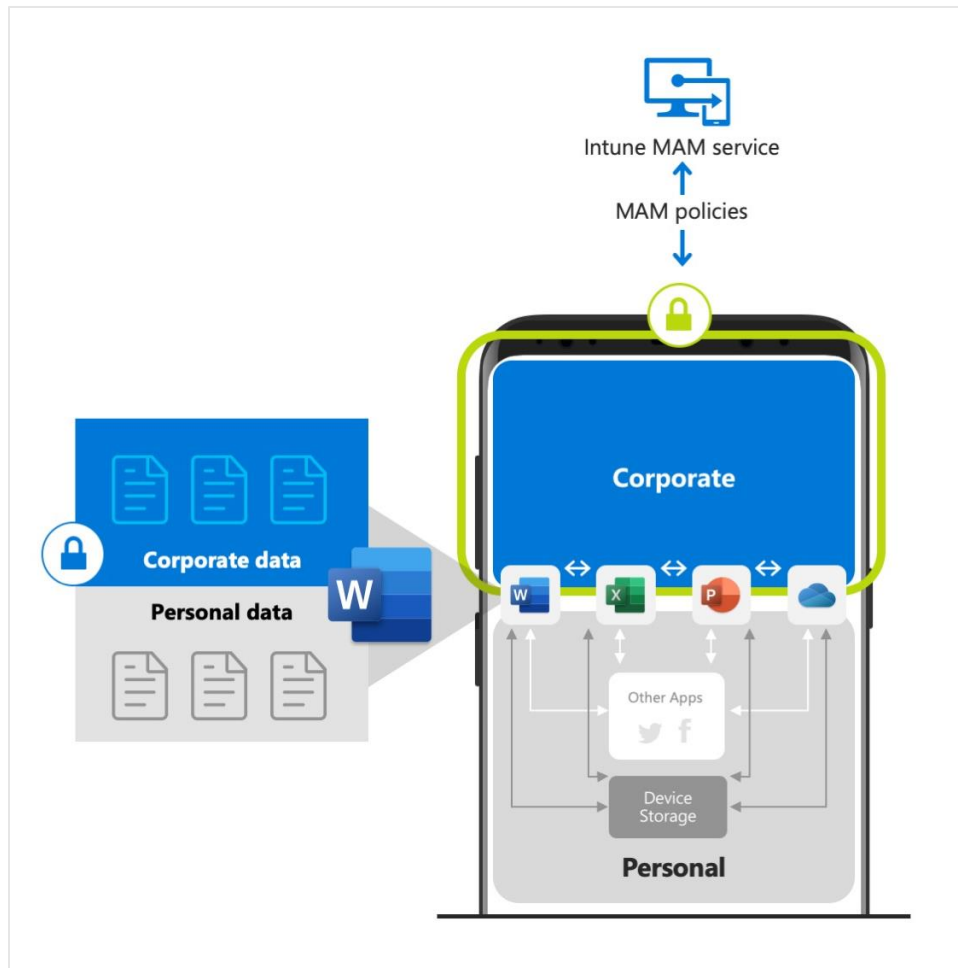 Intune MAM service
MAM policies
Corporate
Corporate data
Personal data
W
W
X
P
Other Apps
Device
Storage
Personal